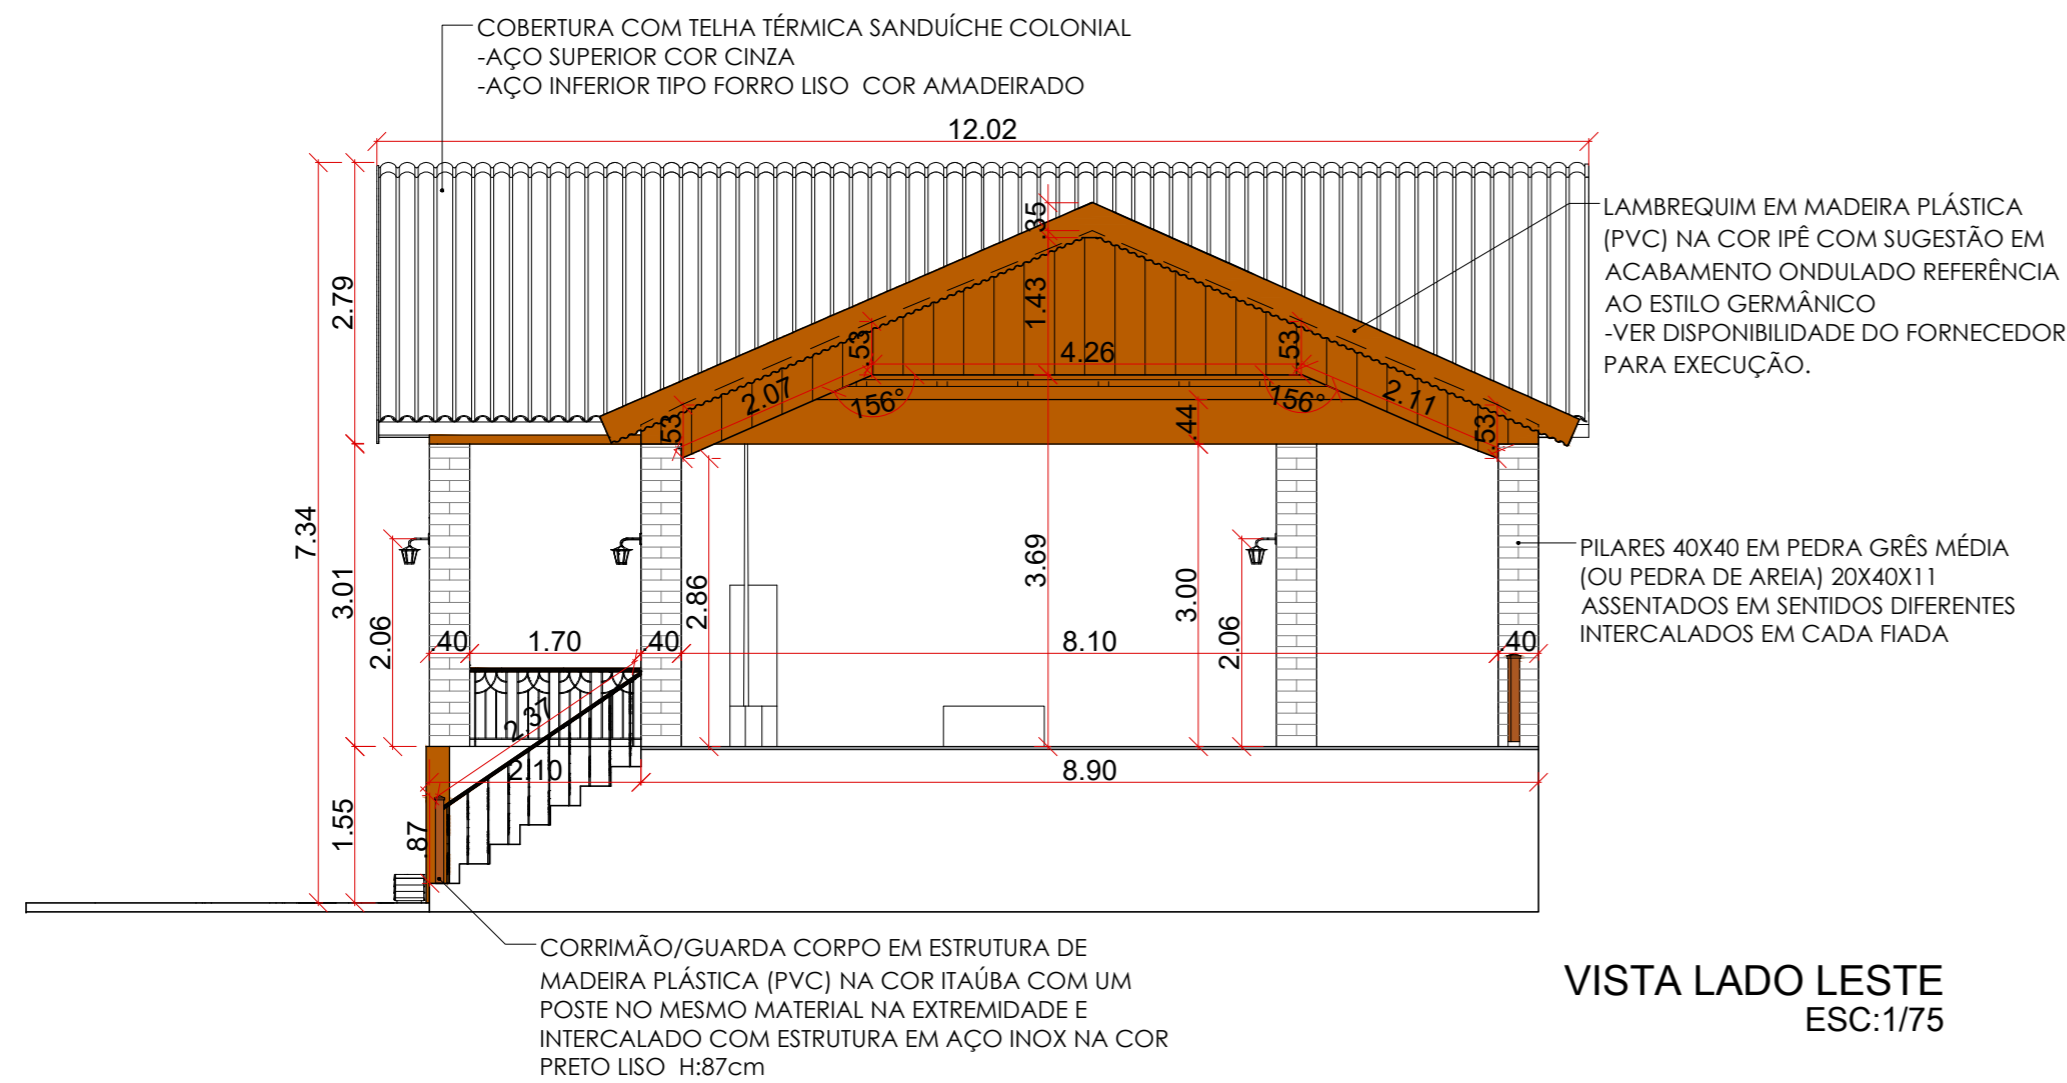 COBERTURA COM TELHA TÉRMICA SANDUÍCHE COLONIAL
-AÇO SUPERIOR COR CINZA
-AÇO INFERIOR TIPO FORRO LISO COR AMADEIRADO
12.02
LAMBREQUIM EM MADEIRA PLÁSTICA
(PVC) NA COR IPÊ COM SUGESTÃO EM
ACABAMENTO ONDULADO REFERÊNCIA
AO ESTILO GERMÂNICO
-VER DISPONIBILIDADE DO FORNECEDOR
PARA EXECUÇÃO.
.35
2.79
1.43
.53
4.26
.53
2.07
156°
156°
2.11
.53
.44
.53
7.34
3.01
2.06
2.86
3.69
3.00
2.06
PILARES 40X40 EM PEDRA GRÊS MÉDIA
(OU PEDRA DE AREIA) 20X40X11
ASSENTADOS EM SENTIDOS DIFERENTES
INTERCALADOS EM CADA FIADA
.40
1.70
.40
8.10
.40
2.37
2.10
8.90
1.55
.87
CORRIMÃO/GUARDA CORPO EM ESTRUTURA DE
MADEIRA PLÁSTICA (PVC) NA COR ITAÚBA COM UM
POSTE NO MESMO MATERIAL NA EXTREMIDADE E
INTERCALADO COM ESTRUTURA EM AÇO INOX NA COR
PRETO LISO H:87cm
VISTA LADO LESTE
ESC:1/75